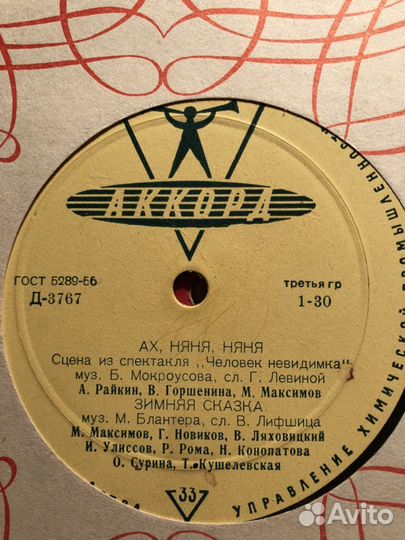 АККОРД
ГОСТ 5289-56
Д-3767
третья гр
1-30
АХ, НЯНЯ, НЯНЯ
Сцена из спектакля „Человек невидимка"
муз. Б. Мокроусова, сл. Г. Левиной
А. Райкин, В. Горшенина, М. Максимов
ЗИМНЯЯ СКАЗКА
муз. М. Блантера, сл. В. Лифшица
М. Максимов, Г. Новиков, В. Ляховицкий
И. Улиссов, Р. Рома, Н. Конопатова
О. Сурина, Т. Кушелевская
33
УПРАВЛЕНИЕ ХИМИЧЕСКОЙ
Avito